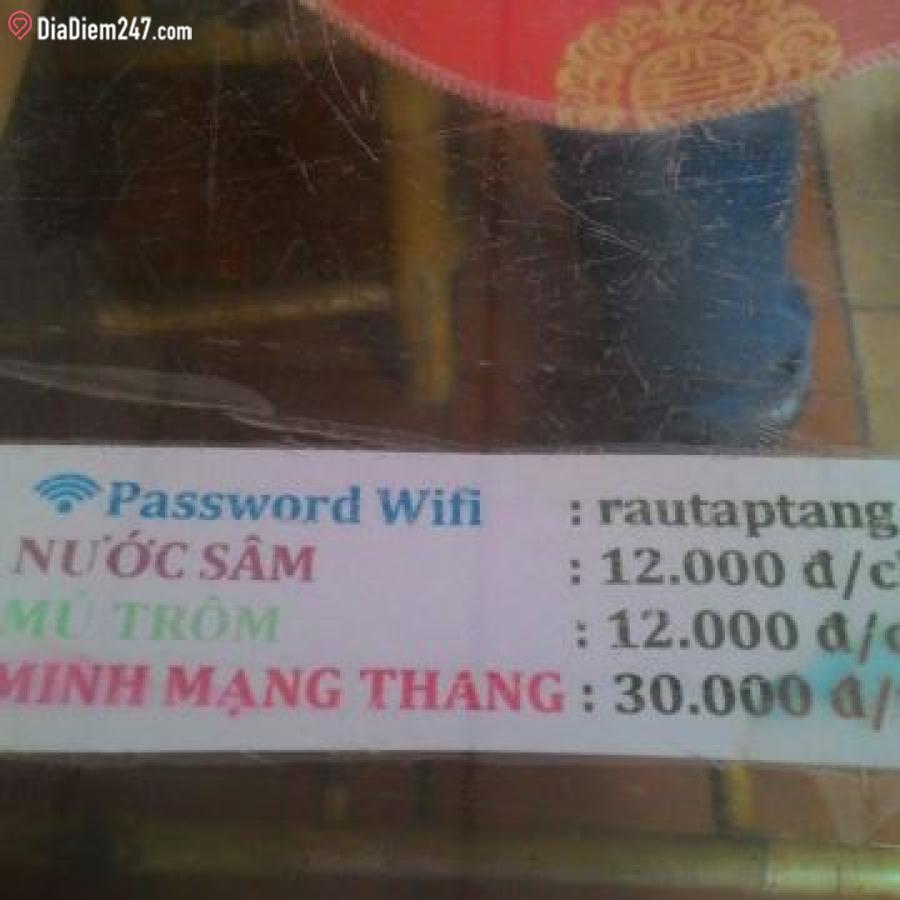 DiaDiem247.com
Password Wifi : rautaptang
NƯỚC SÂM : 12.000 đ/c
MỦ TRÔM : 12.000 đ/c
MINH MẠNG THANG : 30.000 đ/